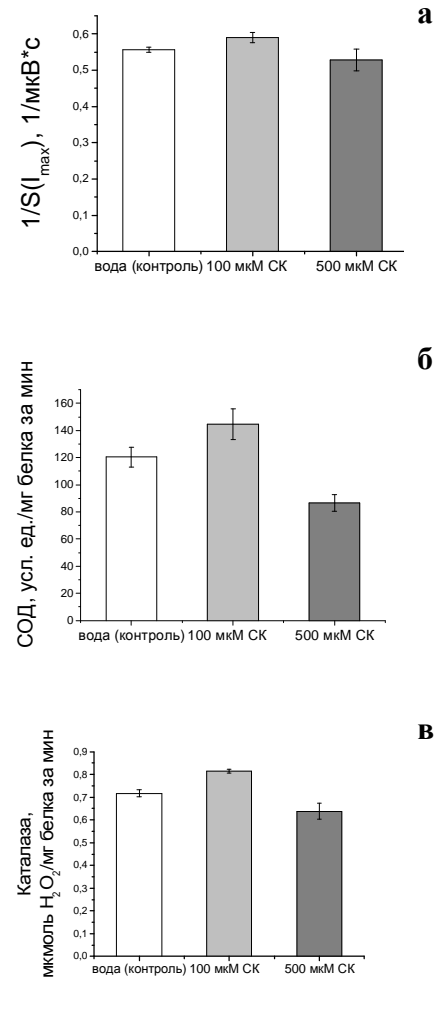 а
1/S(Imax), 1/мкВ*с
0,6
0,5
0,4
0,3
0,2
0,1
0,0
вода (контроль) 100 мкМ СК 500 мкМ СК
б
СОД, усл. ед./мг белка за мин
160
140
120
100
80
60
40
20
0
вода (контроль) 100 мкМ СК 500 мкМ СК
в
Каталаза,
мкмоль H2O2/мг белка за мин
0,9
0,8
0,7
0,6
0,5
0,4
0,3
0,2
0,1
0,0
вода (контроль) 100 мкМ СК 500 мкМ СК